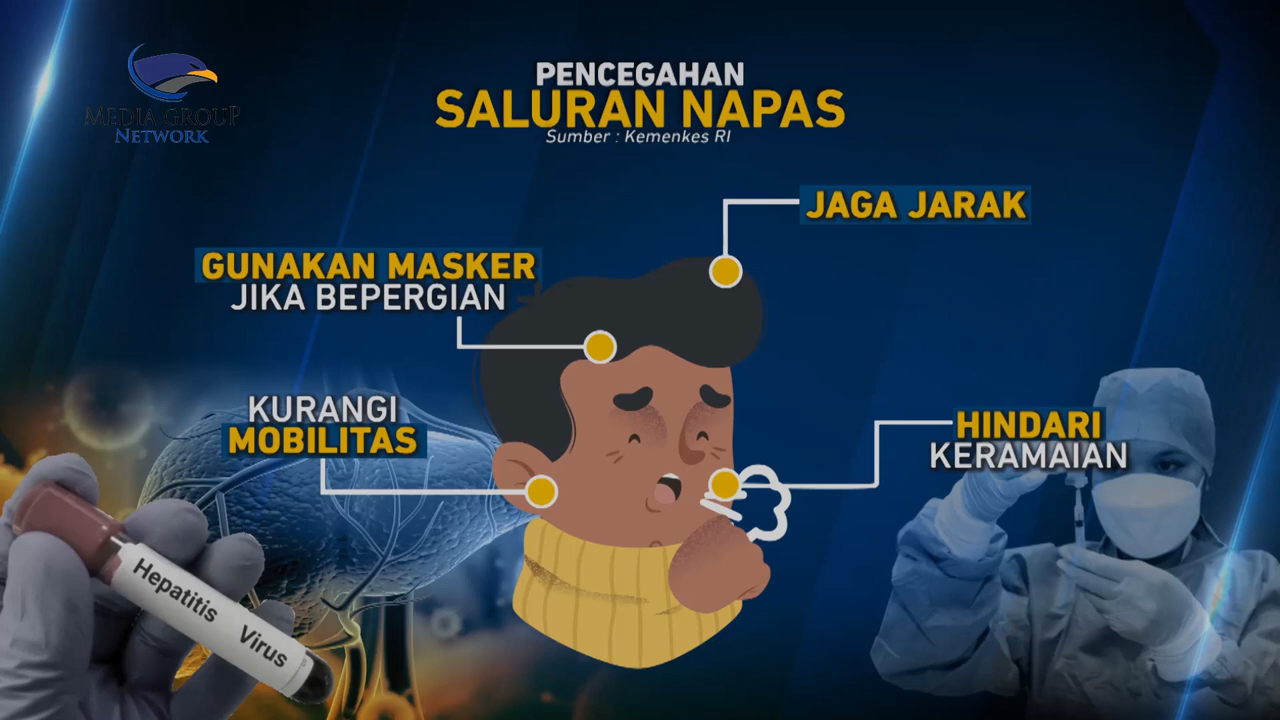 MEDIA GROUP
NETWORK
PENCEGAHAN
SALURAN NAPAS
Sumber : Kemenkes RI
JAGA JARAK
GUNAKAN MASKER
JIKA BEPERGIAN
KURANGI
MOBILITAS
HINDARI
KERAMAIAN
Hepatitis Virus